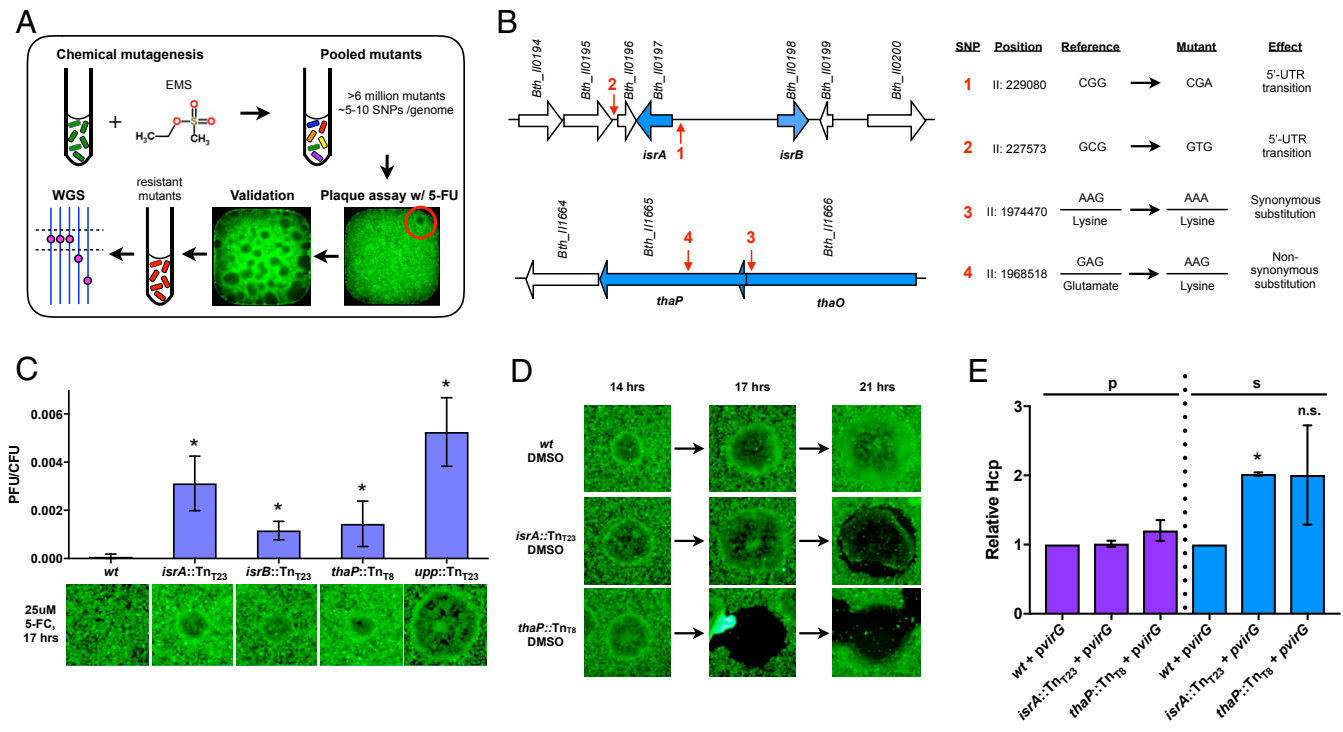 A
Chemical mutagenesis
Pooled mutants
EMS
>6 million mutants
~5-10 SNPs /genome
+
H3C
O
O
S
O
CH3
resistant
mutants
WGS
Validation
Plaque assay w/ 5-FU
B
Bth_II0194
Bth_II0195
Bth_II0196
Bth_II0197
Bth_II0198
Bth_II0199
Bth_II0200
2
1
isrA
isrB
Bth_II1664
Bth_II1665
Bth_II1666
4
3
thaP
thaO
SNP Position Reference Mutant Effect
1 II: 229080 CGG CGA 5'-UTR transition
2 II: 227573 GCG GTG 5'-UTR transition
3 II: 1974470 AAG Lysine AAA Lysine Synonymous substitution
4 II: 1968518 GAG Glutamate AAG Lysine Non-synonymous substitution
C
PFU/CFU
0.006
0.004
0.002
0.000
*
*
*
*
wt isrA::TnT23 isrB::TnT23 thaP::TnT8 upp::TnT23
25uM
5-FC,
17 hrs
D
14 hrs 17 hrs 21 hrs
wt
DMSO
isrA::TnT23
DMSO
thaP::TnT8
DMSO
E
p
s
Relative Hcp
3
2
1
0
*
n.s.
wt + pvirG
isrA::TnT23 + pvirG
thaP::TnT8 + pvirG
wt + pvirG
isrA::TnT23 + pvirG
thaP::TnT8 + pvirG